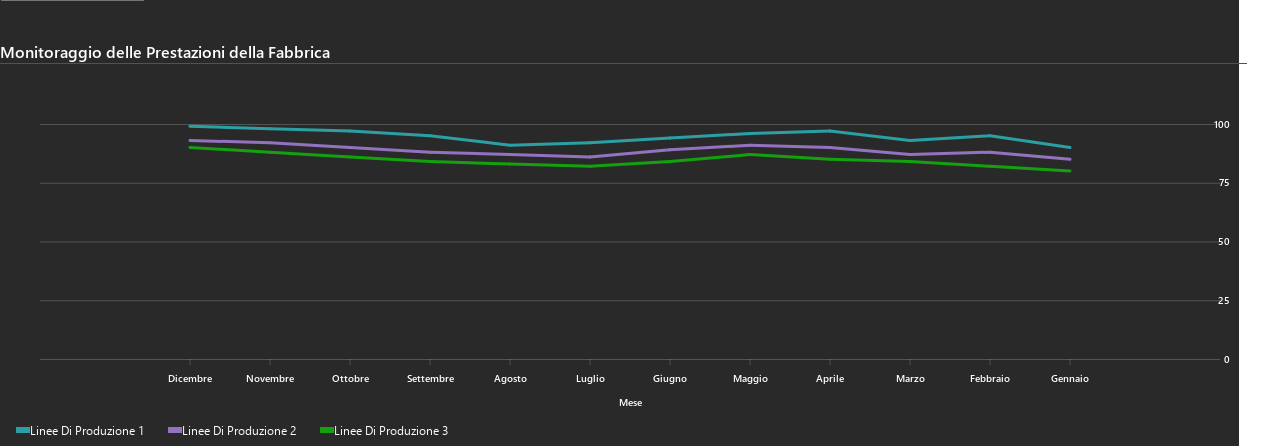 Monitoraggio delle Prestazioni della Fabbrica
100
75
50
25
0
Dicembre Novembre Ottobre Settembre Agosto Luglio Giugno Maggio Aprile Marzo Febbraio Gennaio
Mese
Linee Di Produzione 1 Linee Di Produzione 2 Linee Di Produzione 3